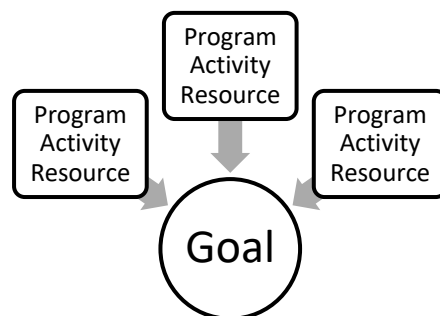 Program
Activity
Resource
Program
Activity
Resource
Program
Activity
Resource
Goal